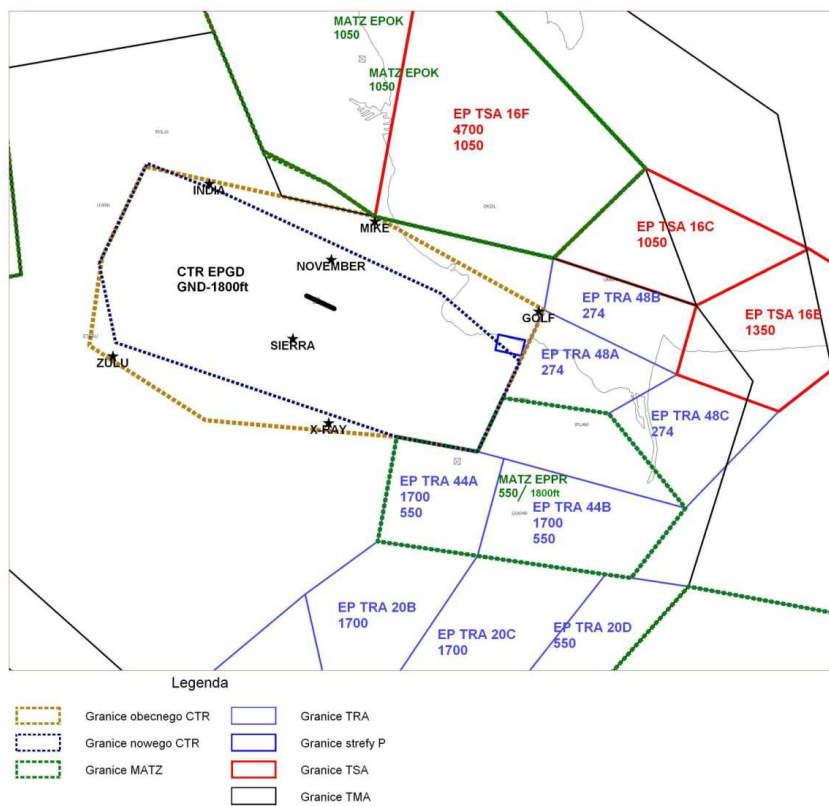 MATZ EPOK
1050
MATZ EPOK
1050
EP TSA 16F
4700
1050
INDIA
MIKE
EP TSA 16C
1050
NOVEMBER
CTR EPGD
GND-1800ft
EP TRA 48B
274
EP TSA 16E
1350
GOLF
SIERRA
EP TRA 48A
274
ZULU
EP TRA 48C
274
X-RAY
EP TRA 44A
1700
550
MATZ EPPR
550/ 1800ft
EP TRA 44B
1700
550
EP TRA 20B
1700
EP TRA 20C
1700
EP TRA 20D
550
Legenda
Granice obecnego CTR
Granice TRA
Granice nowego CTR
Granice strefy P
Granice MATZ
Granice TSA
Granice TMA